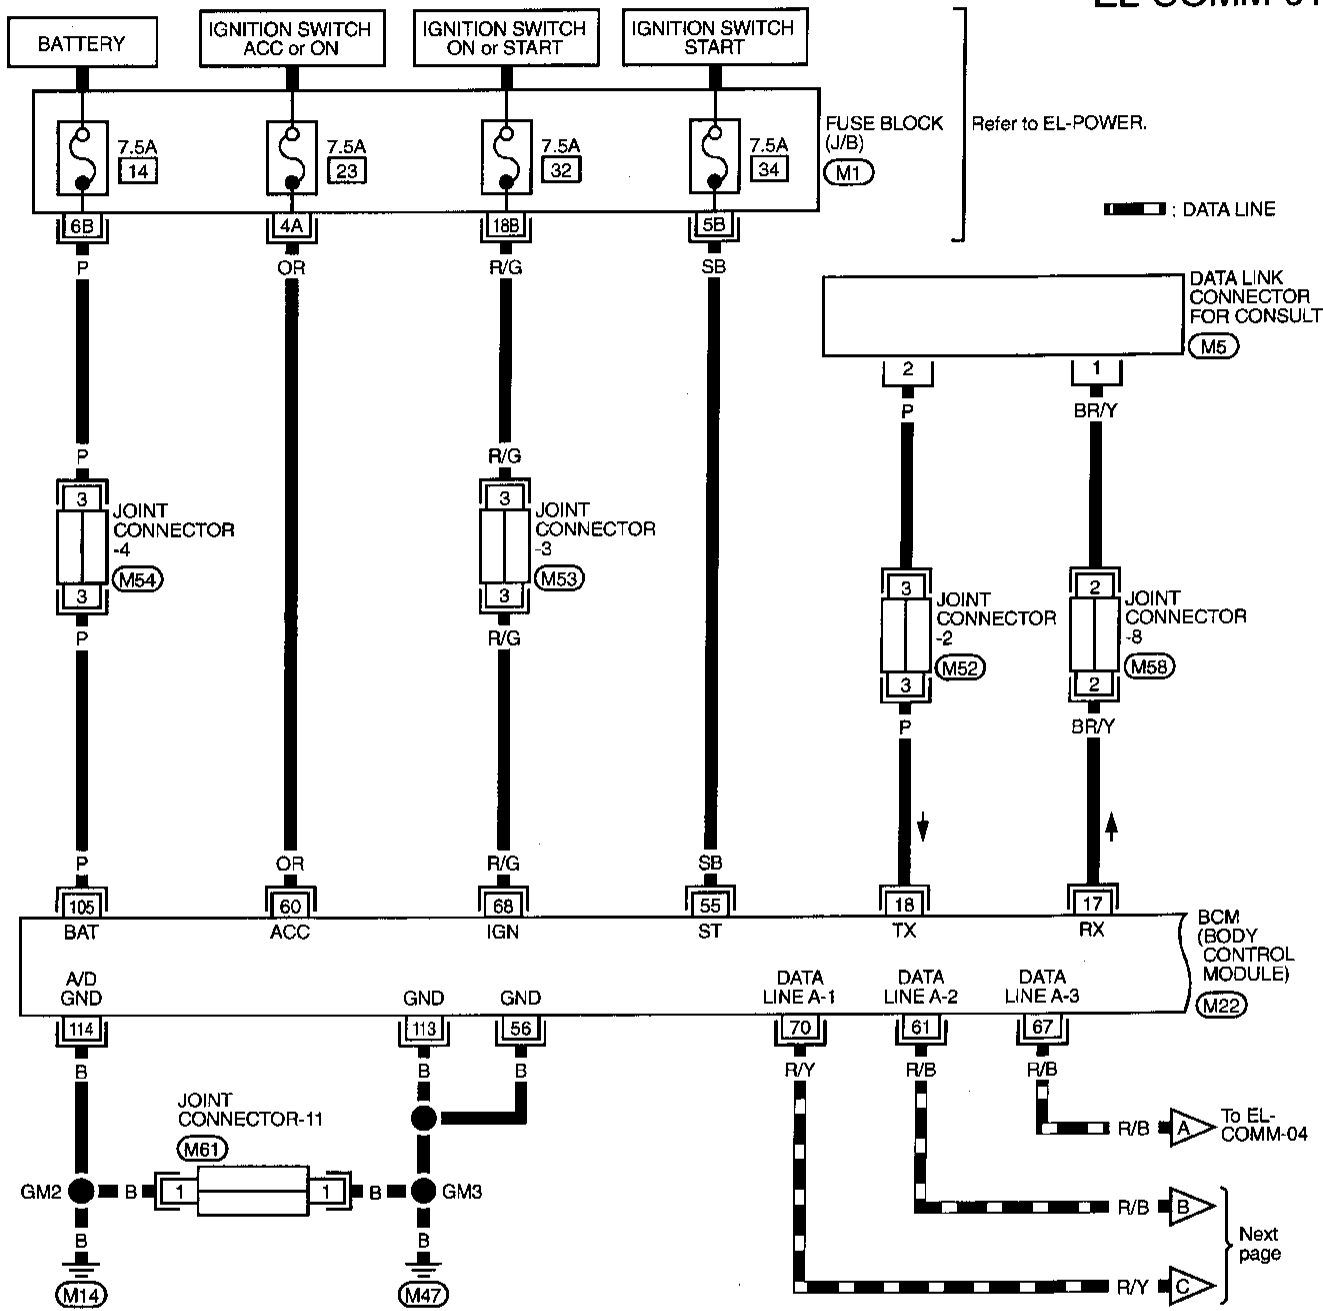 BATTERY
IGNITION SWITCH
ACC or ON
IGNITION SWITCH
ON or START
IGNITION SWITCH
START
7.5A
14
7.5A
23
7.5A
32
7.5A
34
FUSE BLOCK
(J/B)
M1
Refer to EL-POWER.
: DATA LINE
6B
4A
18B
5B
P
OR
R/G
SB
DATA LINK
CONNECTOR
FOR CONSULT
M5
2
1
P
BR/Y
P
R/G
3
JOINT
CONNECTOR
-4
M54
3
3
JOINT
CONNECTOR
-3
M53
3
P
R/G
3
JOINT
CONNECTOR
-2
M52
3
2
JOINT
CONNECTOR
-8
M58
2
P
BR/Y
P
OR
R/G
SB
105
60
68
55
18
17
BAT
ACC
IGN
ST
TX
RX
BCM
(BODY
CONTROL
MODULE)
M22
A/D
GND
GND
GND
DATA
LINE A-1
DATA
LINE A-2
DATA
LINE A-3
114
113
56
70
61
67
B
B
B
R/Y
R/B
R/B
JOINT
CONNECTOR-11
M61
R/B
A
To EL-
COMM-04
GM2
B
1
1
B
GM3
R/B
B
Next
page
B
B
R/Y
C
M14
M47